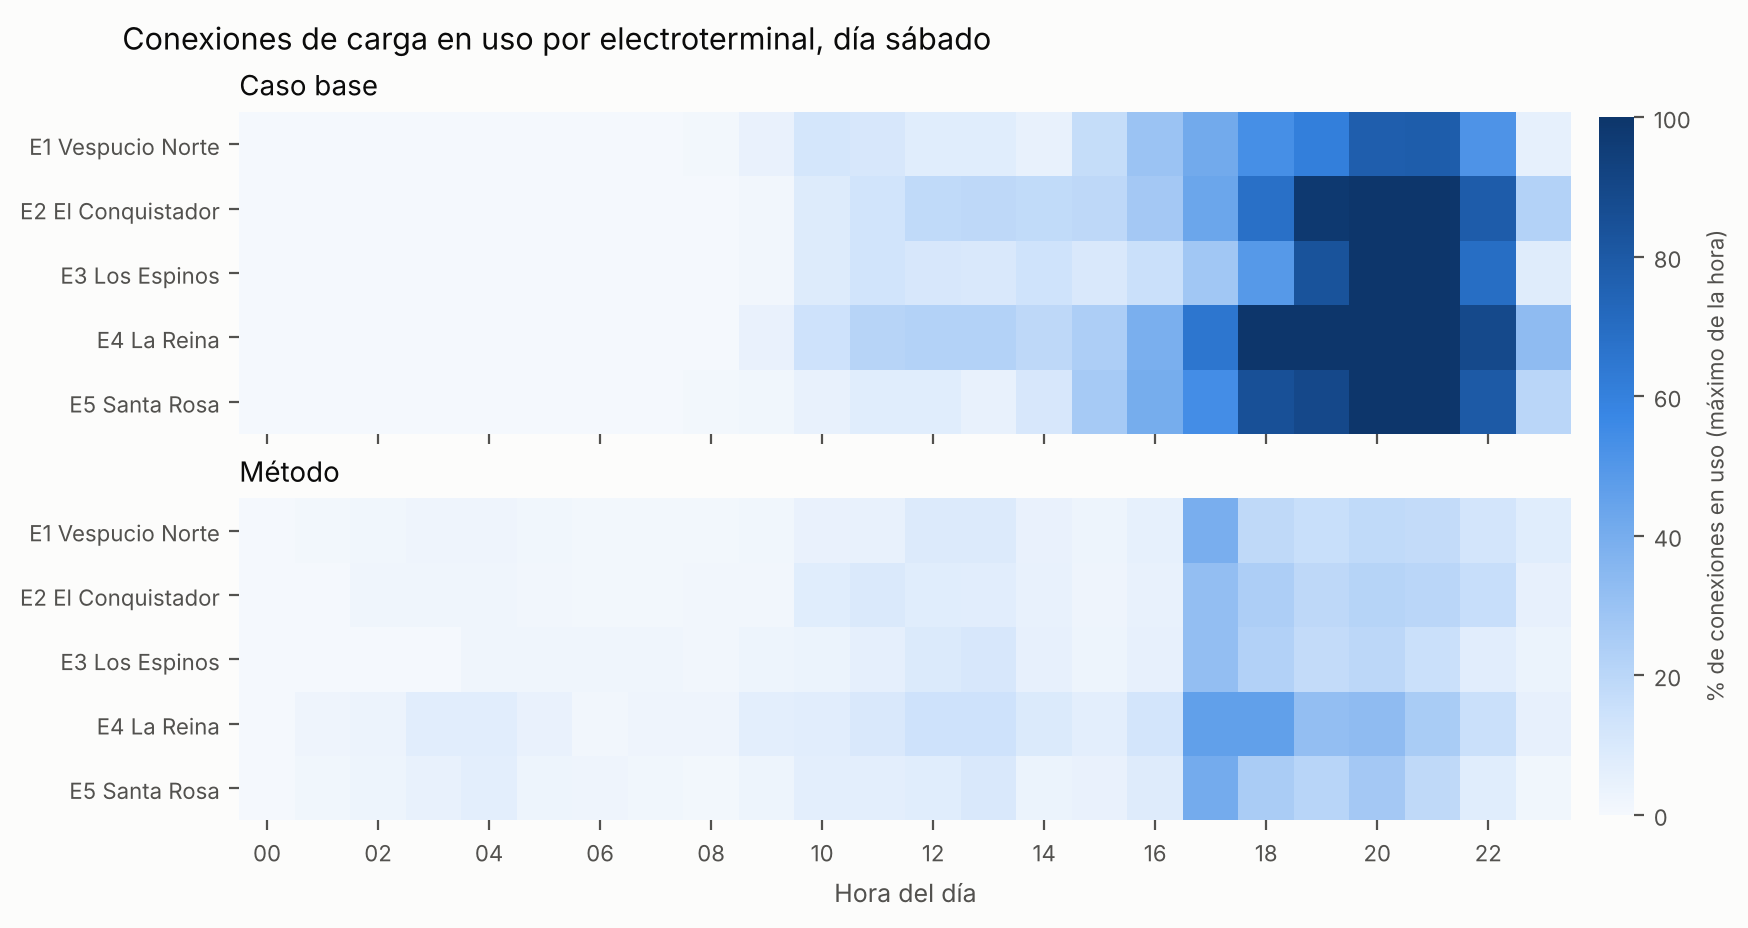 Conexiones de carga en uso por electroterminal, día sábado
Caso base
E1 Vespucio Norte
E2 El Conquistador
E3 Los Espinos
E4 La Reina
E5 Santa Rosa
Método
E1 Vespucio Norte
E2 El Conquistador
E3 Los Espinos
E4 La Reina
E5 Santa Rosa
00 02 04 06 08 10 12 14 16 18 20 22
Hora del día
100
80
60
40
20
0
% de conexiones en uso (máximo de la hora)